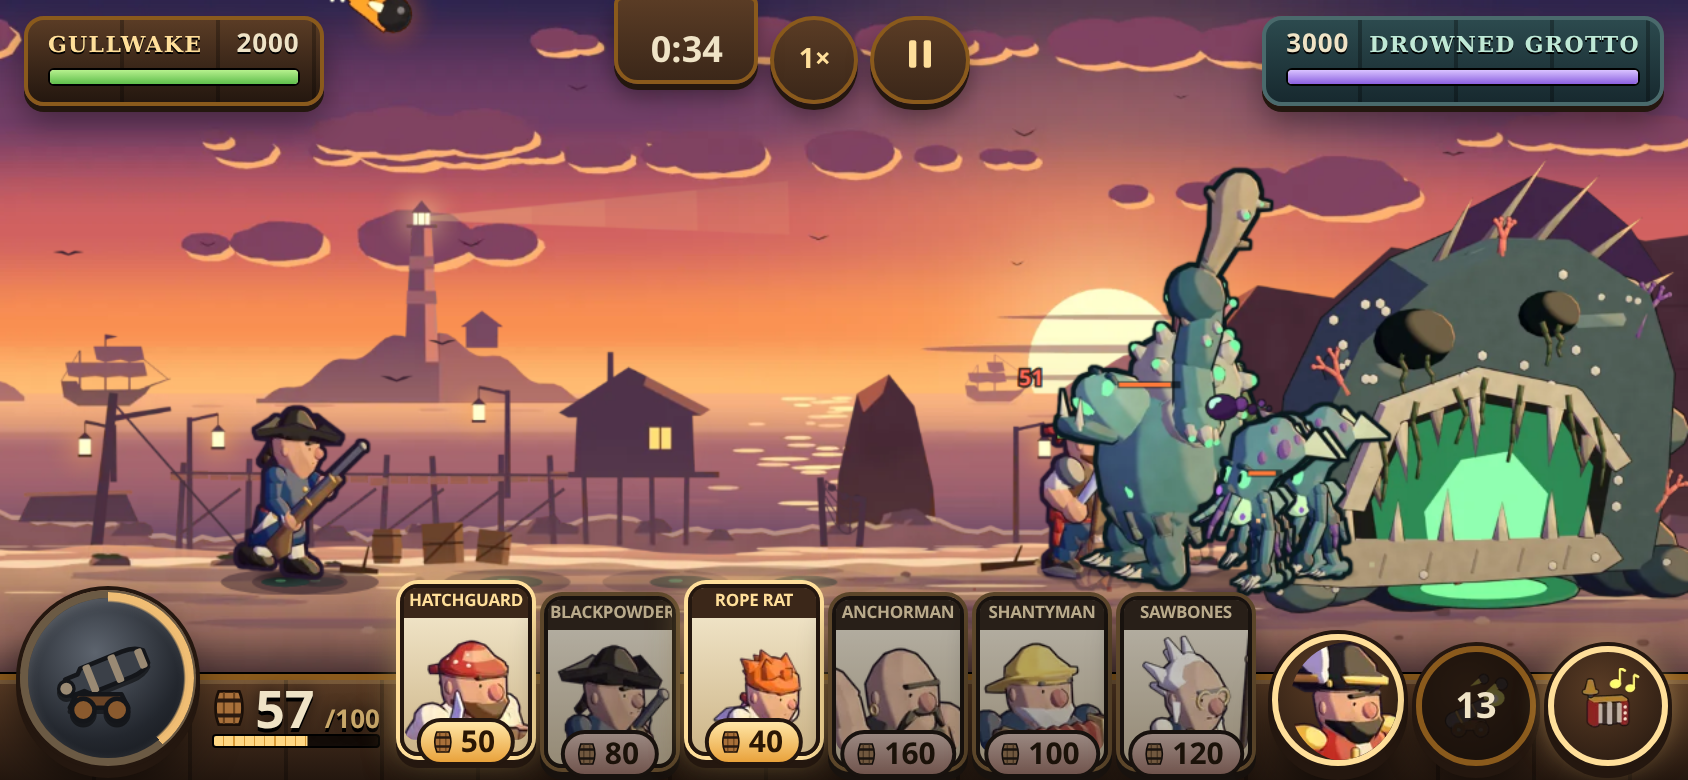 GULLWAKE 2000
0:34
1×
3000 DROWNED GROTTO
51
HATCHGUARD
BLACKPOWDER
ROPE RAT
ANCHORMAN
SHANTYMAN
SAWBONES
57 /100
50
80
40
160
100
120
13